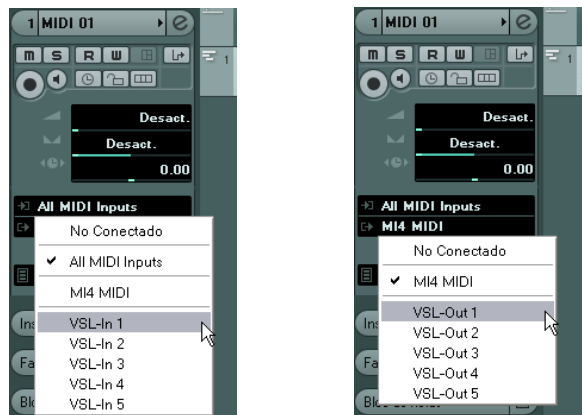 1 MIDI 01
m S R W
1
Desact.
Desact.
0.00
All MIDI Inputs
No Conectado
✔ All MIDI Inputs
MI4 MIDI
VSL-In 1
VSL-In 2
VSL-In 3
VSL-In 4
VSL-In 5
1 MIDI 01
m S R W
1
Desact.
Desact.
0.00
All MIDI Inputs
MI4 MIDI
No Conectado
✔ MI4 MIDI
VSL-Out 1
VSL-Out 2
VSL-Out 3
VSL-Out 4
VSL-Out 5